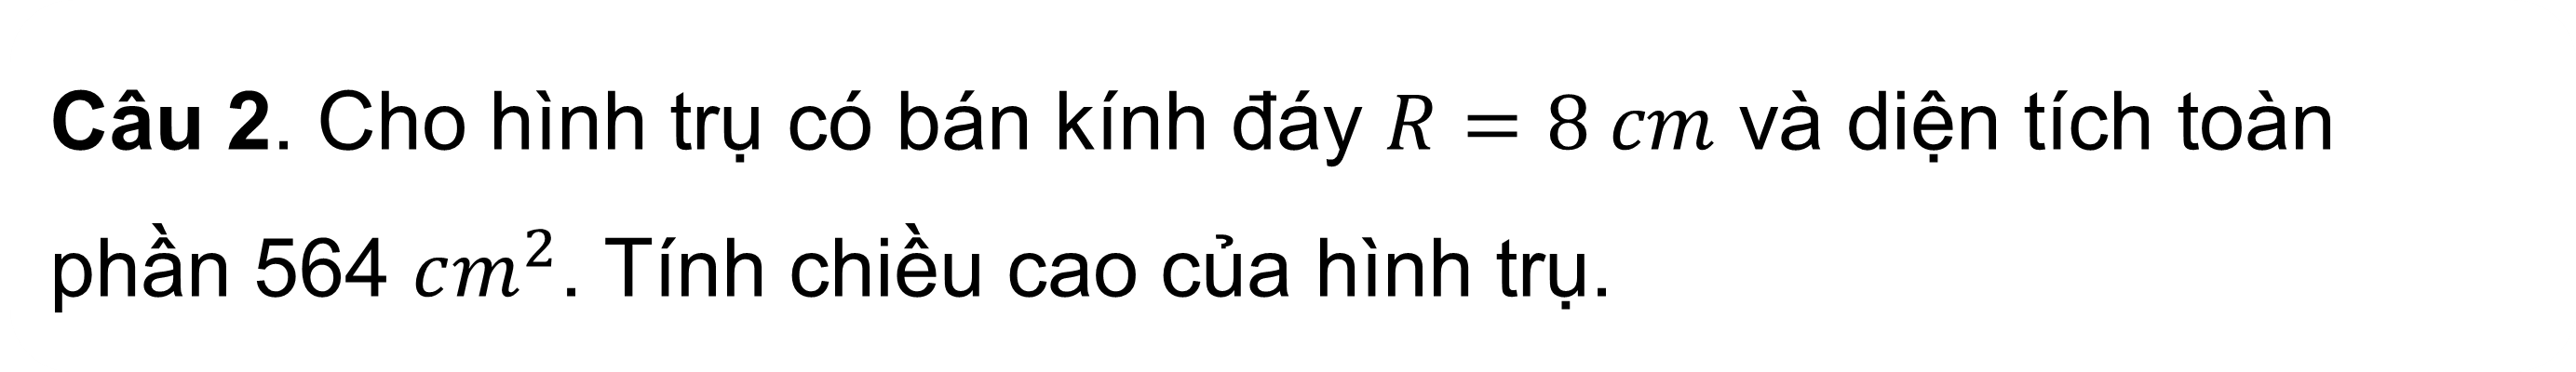 Câu 2. Cho hình trụ có bán kính đáy R = 8 cm và diện tích toàn
phần 564 cm². Tính chiều cao của hình trụ.